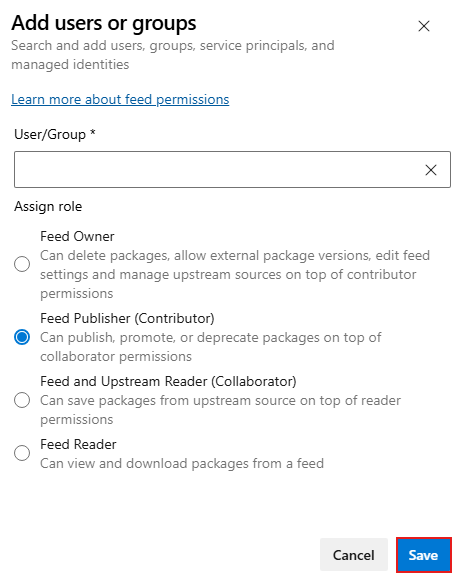 Add users or groups
Search and add users, groups, service principals, and
managed identities
Learn more about feed permissions
User/Group *
Assign role
Feed Owner
Can delete packages, allow external package versions, edit feed
settings and manage upstream sources on top of contributor
permissions
Feed Publisher (Contributor)
Can publish, promote, or deprecate packages on top of
collaborator permissions
Feed and Upstream Reader (Collaborator)
Can save packages from upstream source on top of reader
permissions
Feed Reader
Can view and download packages from a feed
Cancel
Save